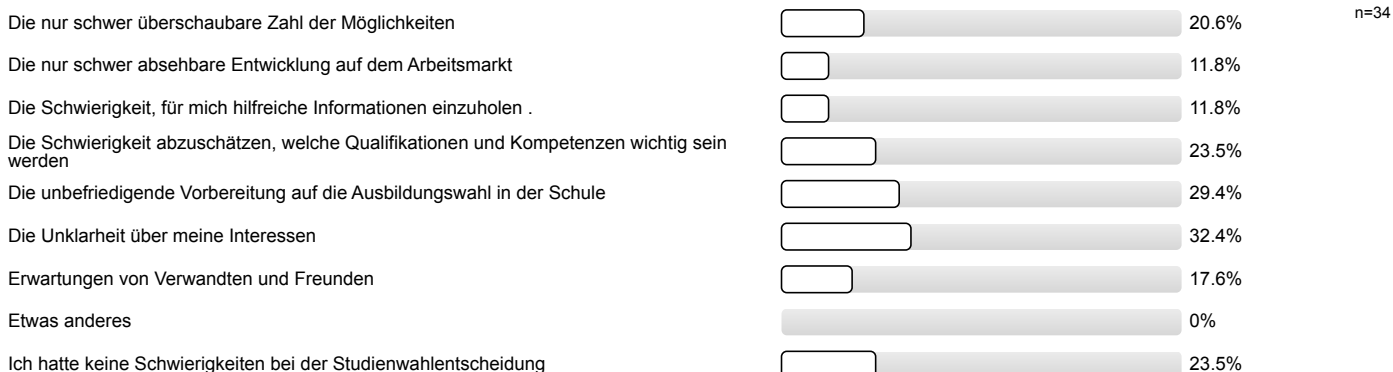 Die nur schwer überschaubare Zahl der Möglichkeiten 20.6% n=34
Die nur schwer absehbare Entwicklung auf dem Arbeitsmarkt 11.8%
Die Schwierigkeit, für mich hilfreiche Informationen einzuholen . 11.8%
Die Schwierigkeit abzuschätzen, welche Qualifikationen und Kompetenzen wichtig sein
werden 23.5%
Die unbefriedigende Vorbereitung auf die Ausbildungswahl in der Schule 29.4%
Die Unklarheit über meine Interessen 32.4%
Erwartungen von Verwandten und Freunden 17.6%
Etwas anderes 0%
Ich hatte keine Schwierigkeiten bei der Studienwahlentscheidung 23.5%